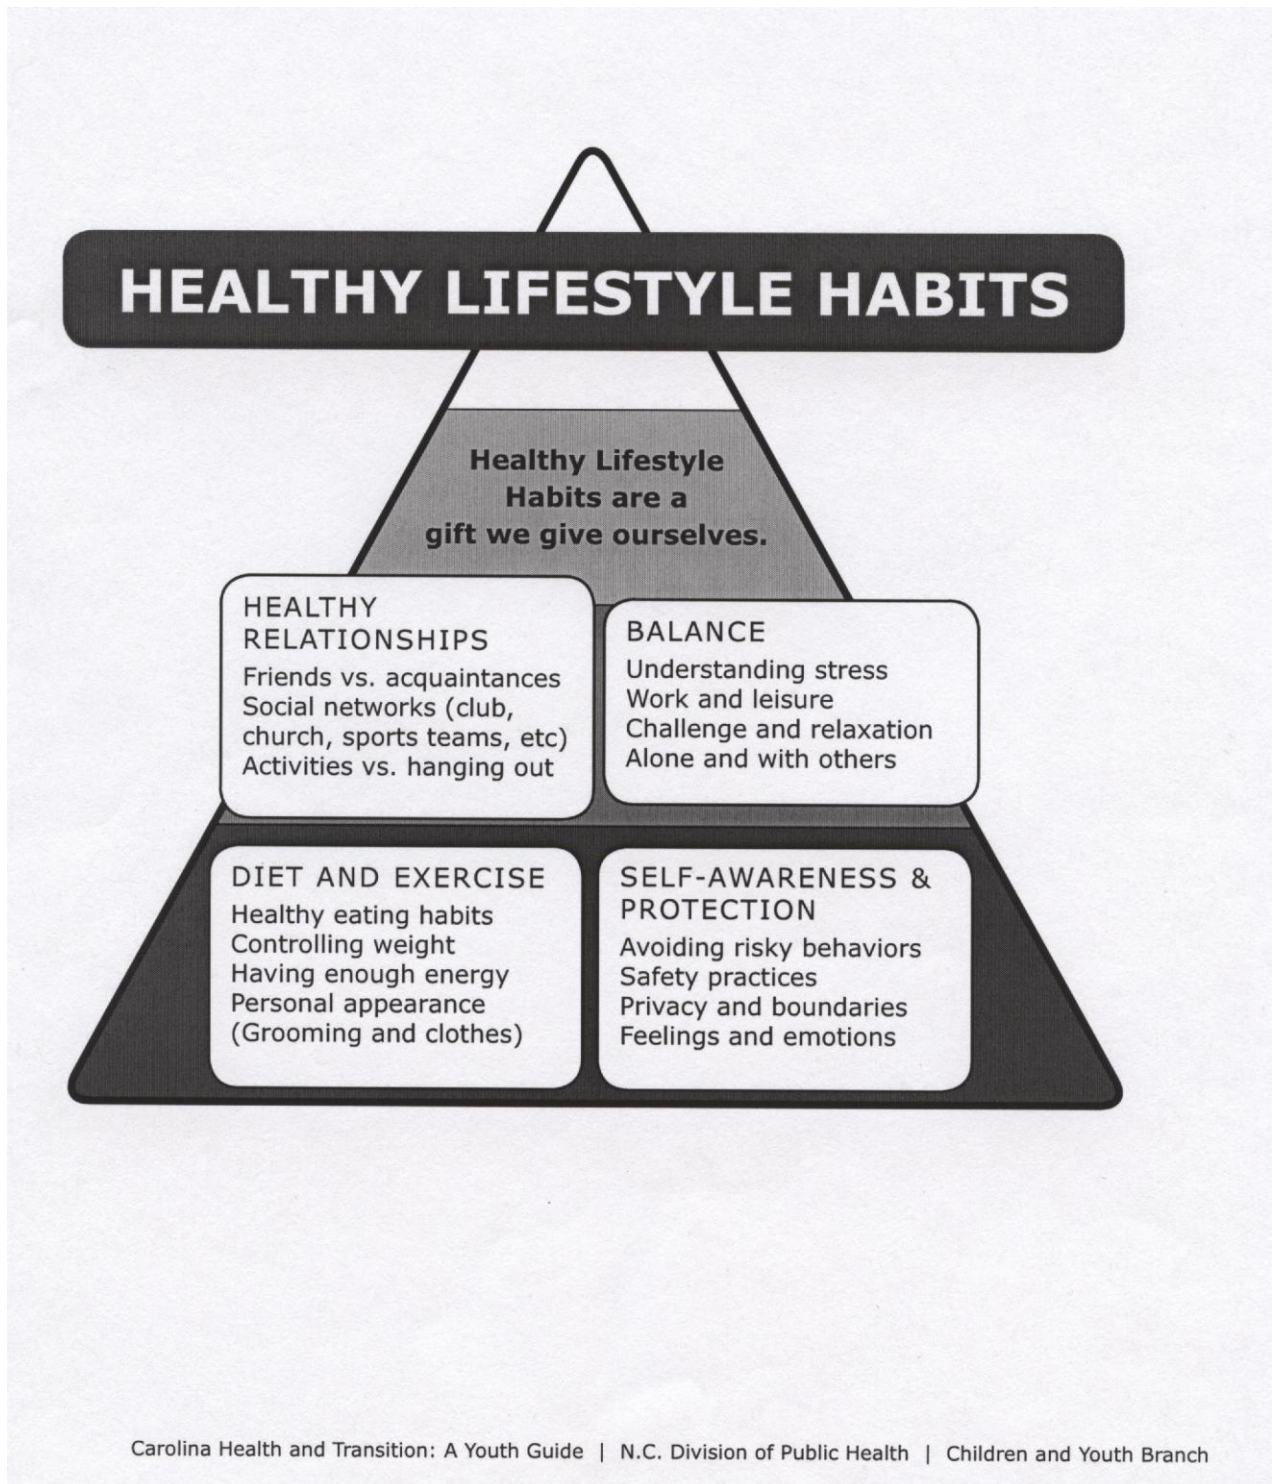 HEALTHY LIFESTYLE HABITS
Healthy Lifestyle
Habits are a
gift we give ourselves.
HEALTHY
RELATIONSHIPS
Friends vs. acquaintances
Social networks (club,
church, sports teams, etc)
Activities vs. hanging out
BALANCE
Understanding stress
Work and leisure
Challenge and relaxation
Alone and with others
DIET AND EXERCISE
Healthy eating habits
Controlling weight
Having enough energy
Personal appearance
(Grooming and clothes)
SELF-AWARENESS &
PROTECTION
Avoiding risky behaviors
Safety practices
Privacy and boundaries
Feelings and emotions
Carolina Health and Transition: A Youth Guide | N.C. Division of Public Health | Children and Youth Branch